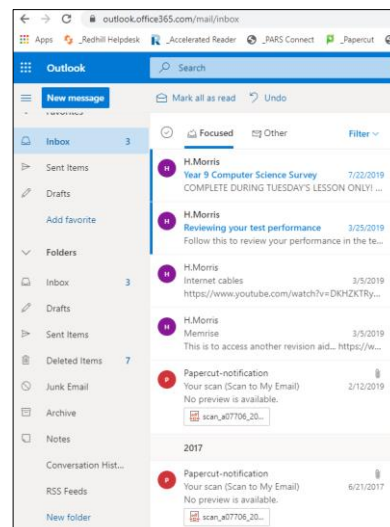 outlook.office365.com/mail/inbox
Apps _Redhill Helpdesk _Accelerated Reader _PARS Connect _Papercut
Outlook Search
New message Mark all as read Undo
Favorites
Inbox 3
Sent Items
Drafts
Add favorite
Folders
Inbox 3
Drafts
Sent Items
Deleted Items 7
Junk Email
Archive
Notes
Conversation Hist...
RSS Feeds
New folder
Focused Other Filter
H H.Morris
Year 9 Computer Science Survey 7/22/2019
COMPLETE DURING TUESDAY'S LESSON ONLY! ...
H H.Morris
Reviewing your test performance 3/25/2019
Follow this to review your performance in the te...
H H.Morris
Internet cables 3/5/2019
https://www.youtube.com/watch?v=DKHZKTRy...
H H.Morris
Memrise 3/5/2019
This is to access another revision aid... https://w...
P Papercut-notification
Your scan (Scan to My Email) 2/12/2019
No preview is available.
scan_a07706_20...
2017
P Papercut-notification
Your scan (Scan to My Email) 6/21/2017
No preview is available.
scan_a07706_20...